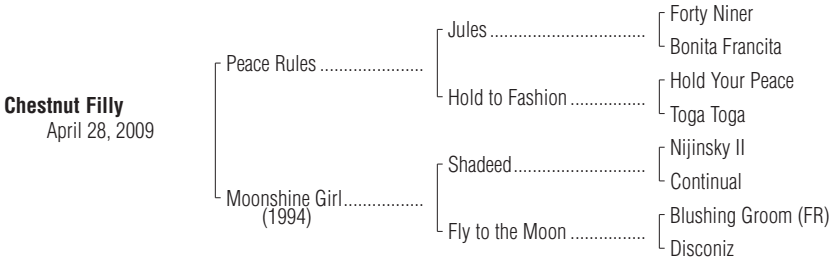 Forty Niner
Jules ................................
Bonita Francita
Peace Rules ......................
Hold Your Peace
Hold to Fashion ................
Toga Toga
Chestnut Filly
April 28, 2009
Nijinsky II
Shadeed............................
Continual
Moonshine Girl.................
(1994)
Blushing Groom (FR)
Fly to the Moon ................
Disconiz